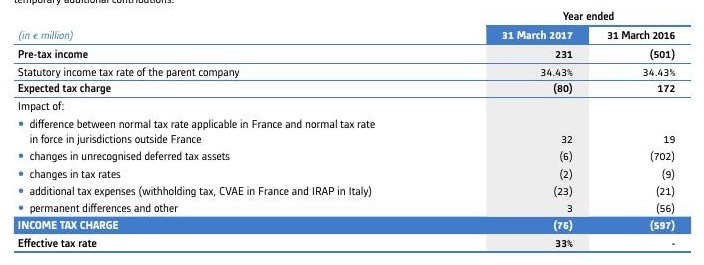 temporary additional contributions.
Year ended
(in € million) 31 March 2017 31 March 2016
Pre-tax income 231 (501)
Statutory income tax rate of the parent company 34.43% 34.43%
Expected tax charge (80) 172
Impact of:
• difference between normal tax rate applicable in France and normal tax rate
in force in jurisdictions outside France 32 19
• changes in unrecognised deferred tax assets (6) (702)
• changes in tax rates (2) (9)
• additional tax expenses (withholding tax, CVAE in France and IRAP in Italy) (23) (21)
• permanent differences and other 3 (56)
INCOME TAX CHARGE (76) (597)
Effective tax rate 33% -